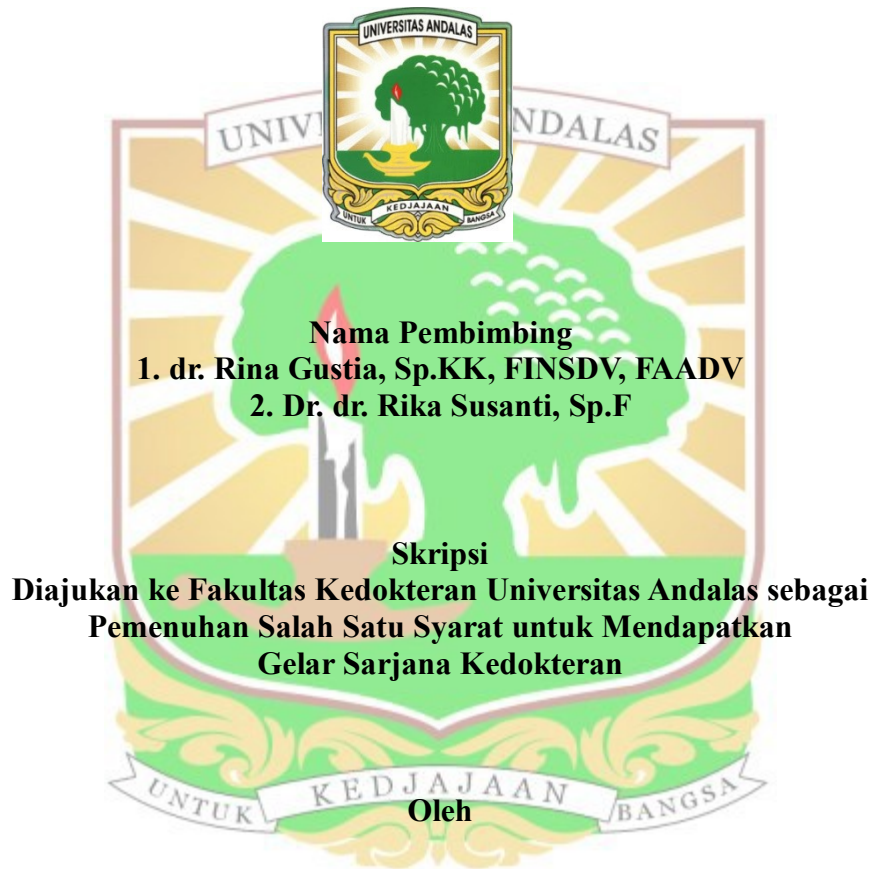 UNIVERSITAS ANDALAS
UNTUK KEDJAJAAN BANGSA
UNIV NDALAS
Nama Pembimbing
1. dr. Rina Gustia, Sp.KK, FINSDV, FAADV
2. Dr. dr. Rika Susanti, Sp.F
Skripsi
Diajukan ke Fakultas Kedokteran Universitas Andalas sebagai
Pemenuhan Salah Satu Syarat untuk Mendapatkan
Gelar Sarjana Kedokteran
UNTUK KEDJAJAAN BANGSA
Oleh